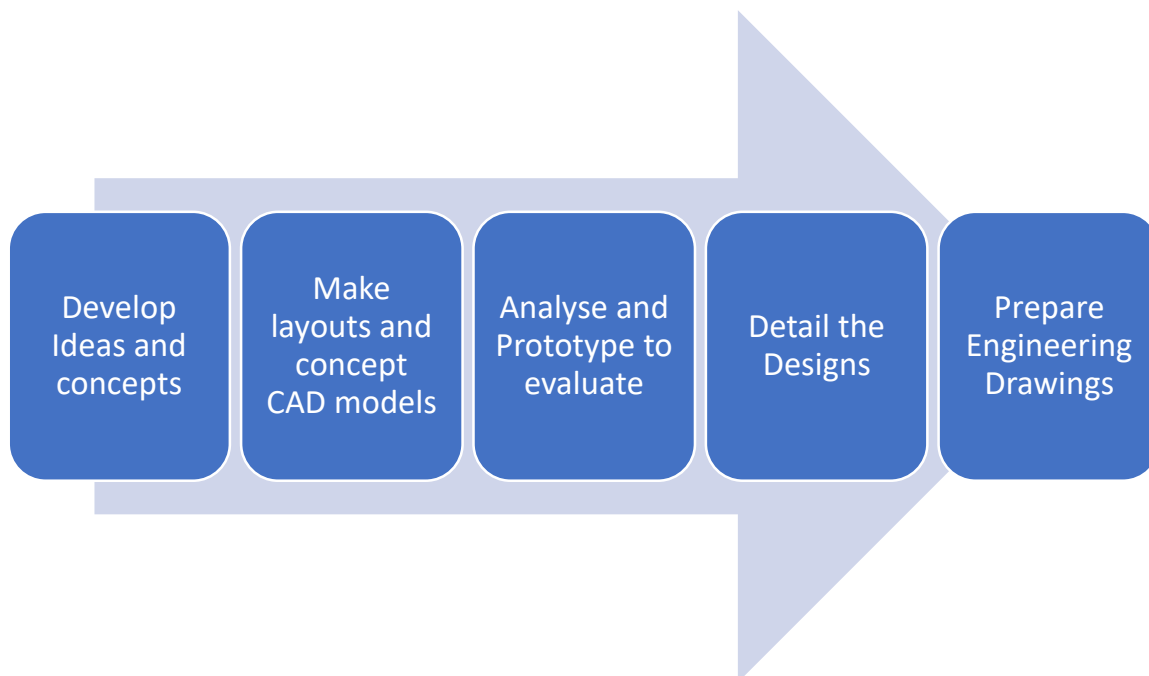 Develop
Ideas and
concepts
Make
layouts and
concept
CAD models
Analyse and
Prototype to
evaluate
Detail the
Designs
Prepare
Engineering
Drawings